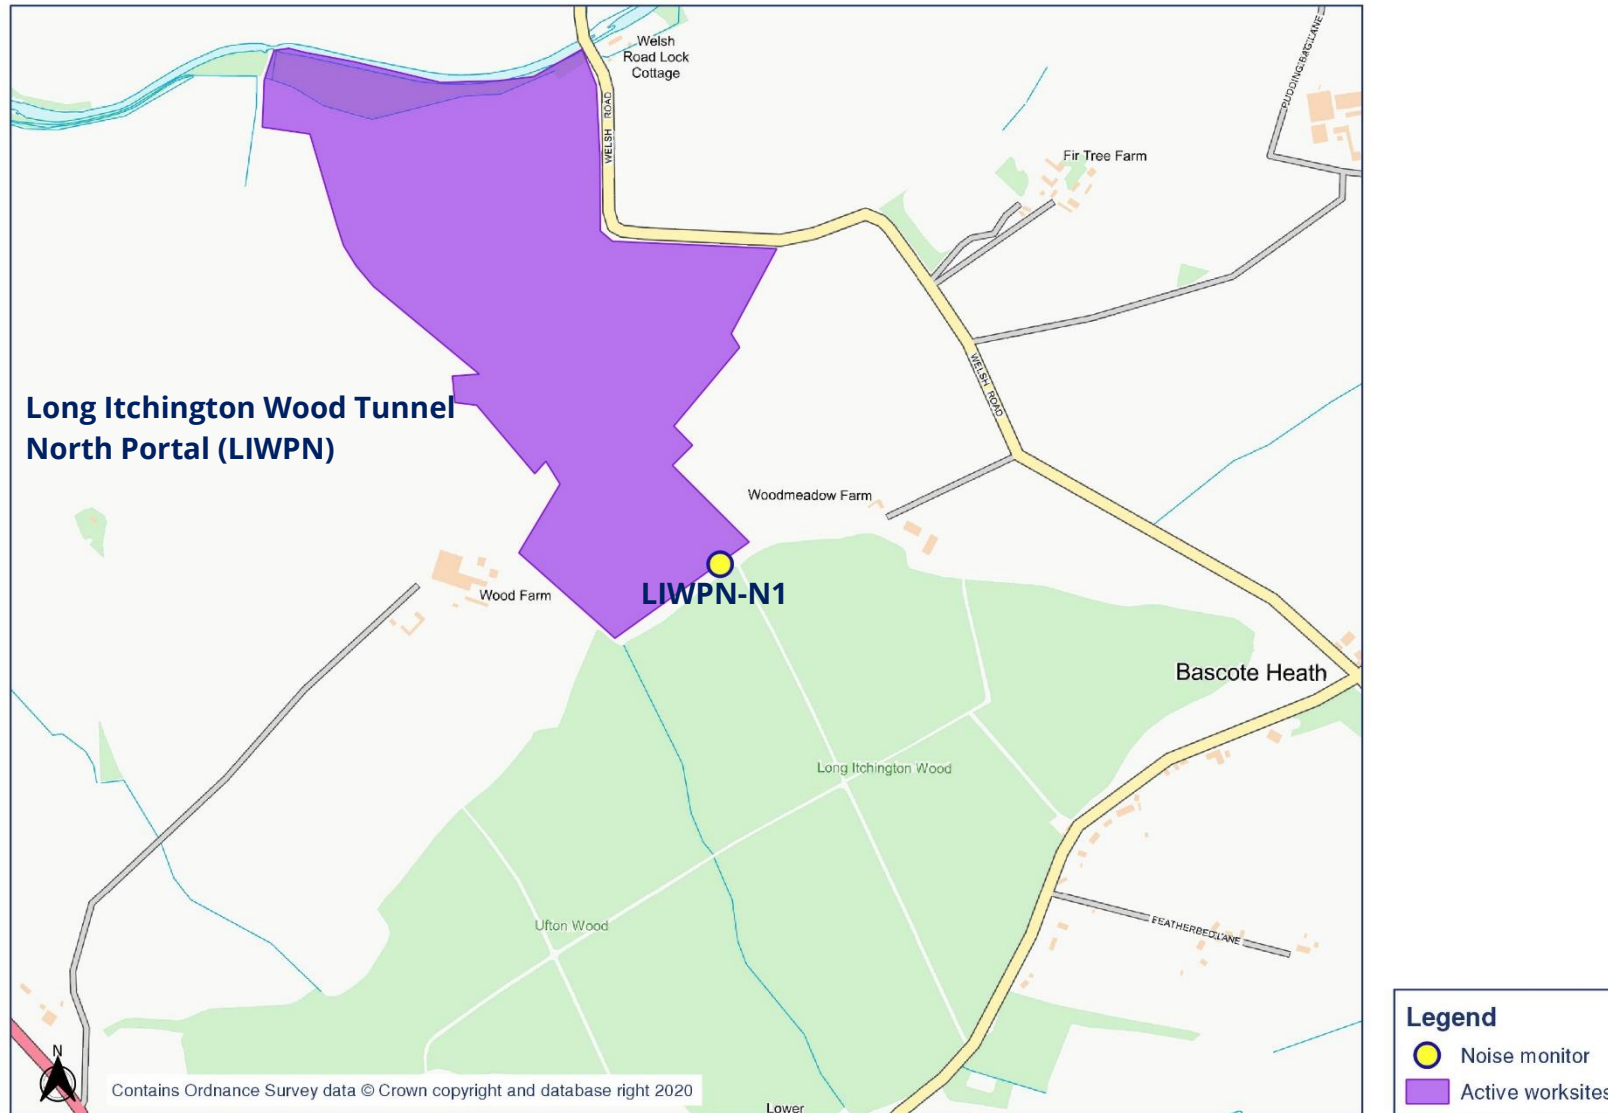 Welsh
Road Lock
Cottage
PUDDING BAG LANE
WELSH ROAD
Fir Tree Farm
Long Itchington Wood Tunnel
North Portal (LIWPN)
WELSH ROAD
Woodmeadow Farm
Wood Farm
LIWPN-N1
Bascote Heath
Long Itchington Wood
Ufton Wood
FEATHERBED LANE
N
Contains Ordnance Survey data © Crown copyright and database right 2020
Lower
Legend
Noise monitor
Active worksites